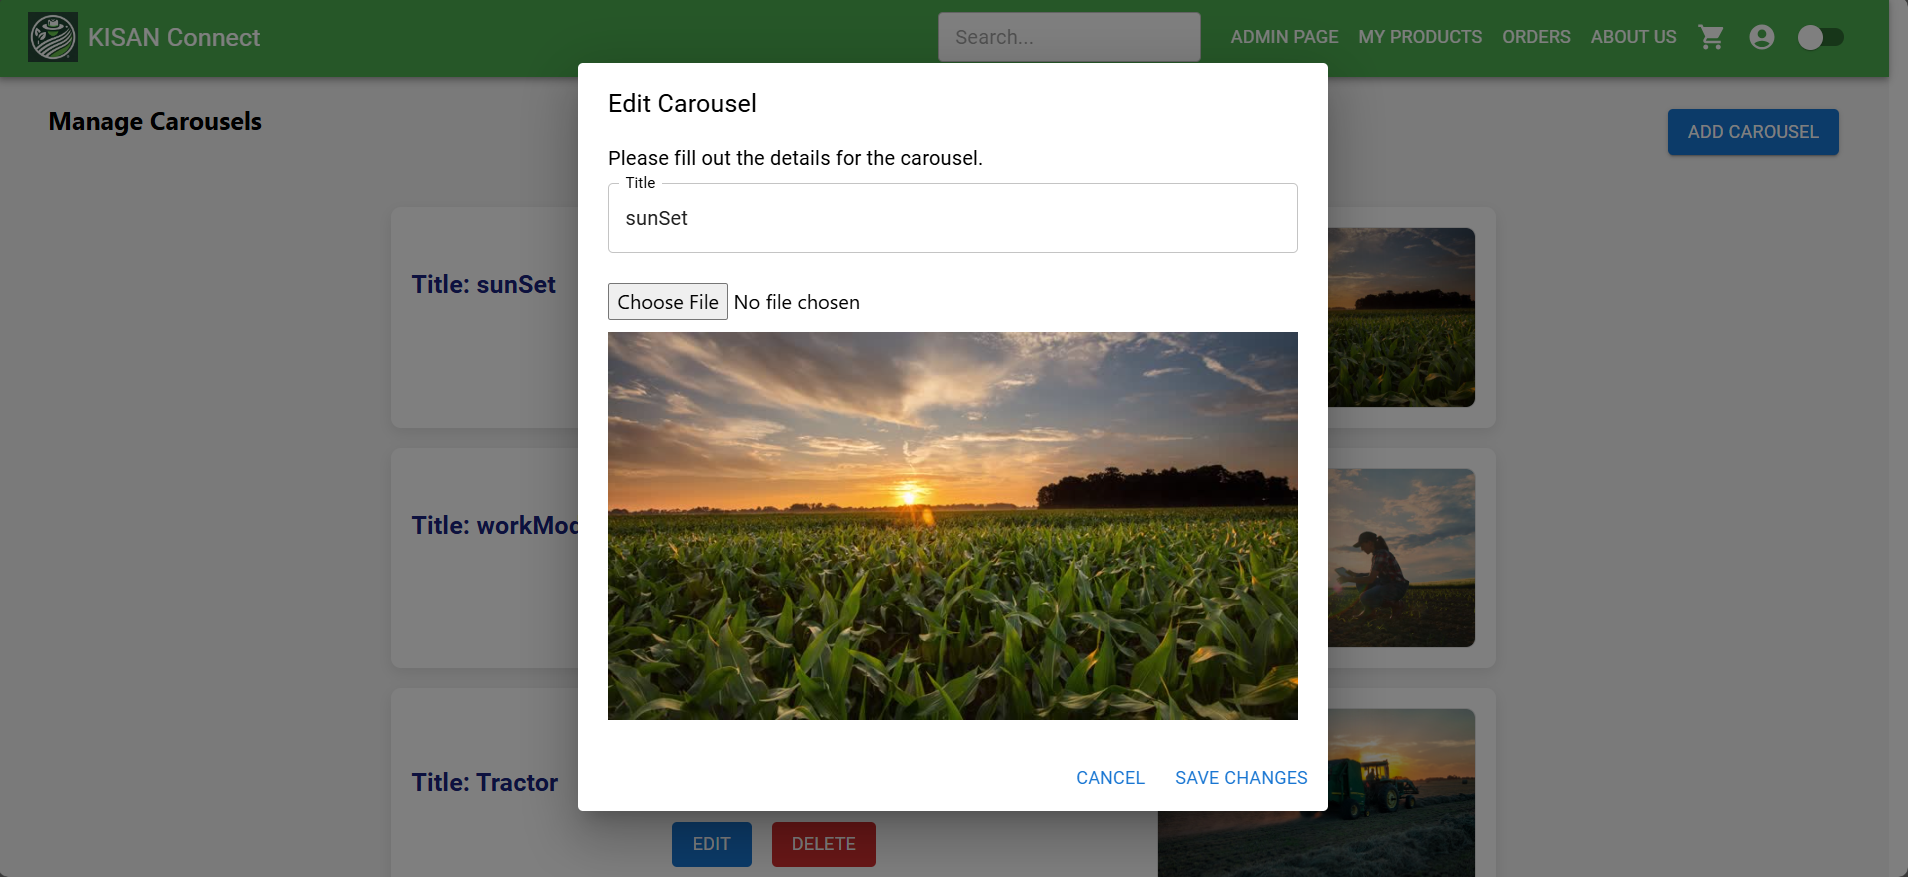 KISAN Connect
Search...
ADMIN PAGE
MY PRODUCTS
ORDERS
ABOUT US
Manage Carousels
ADD CAROUSEL
Edit Carousel
Please fill out the details for the carousel.
Title
sunSet
Choose File No file chosen
CANCEL
SAVE CHANGES
Title: sunSet
Title:
Title: Tractor
EDIT
DELETE